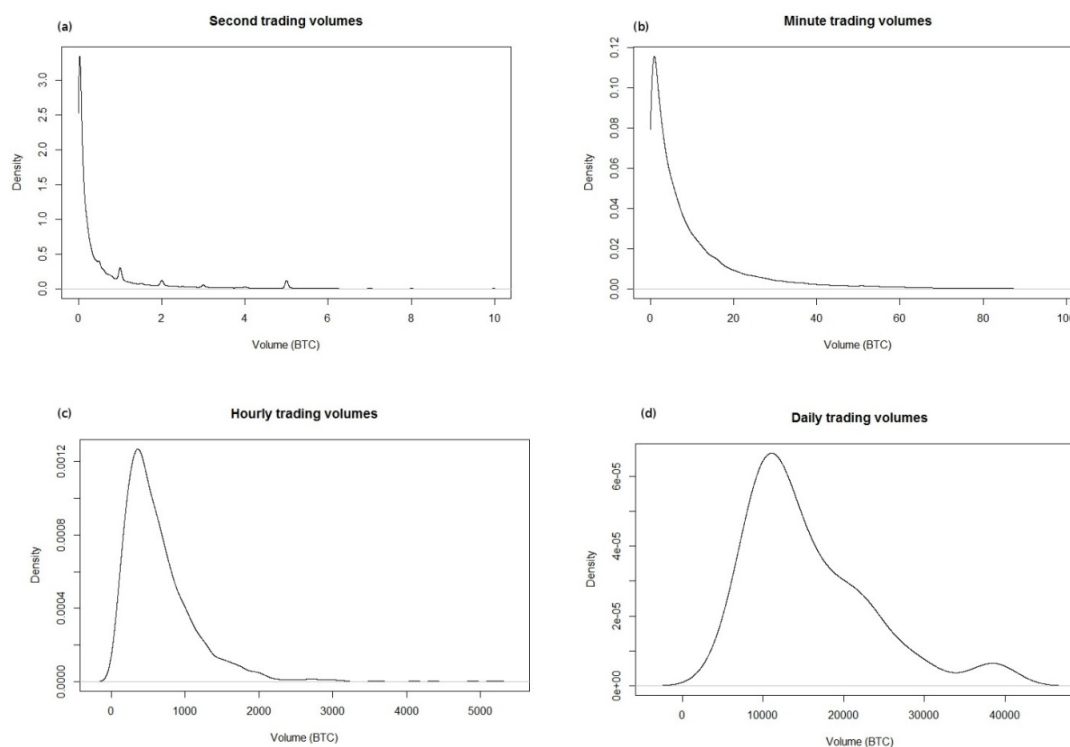 (a) Second trading volumes
Density
0.0 0.5 1.0 1.5 2.0 2.5 3.0
0 2 4 6 8 10
Volume (BTC)
(b) Minute trading volumes
Density
0.00 0.02 0.04 0.06 0.08 0.10 0.12
0 20 40 60 80 100
Volume (BTC)
(c) Hourly trading volumes
Density
0.0000 0.0004 0.0008 0.0012
0 1000 2000 3000 4000 5000
Volume (BTC)
(d) Daily trading volumes
Density
0e+00 2e-05 4e-05 6e-05
0 10000 20000 30000 40000
Volume (BTC)